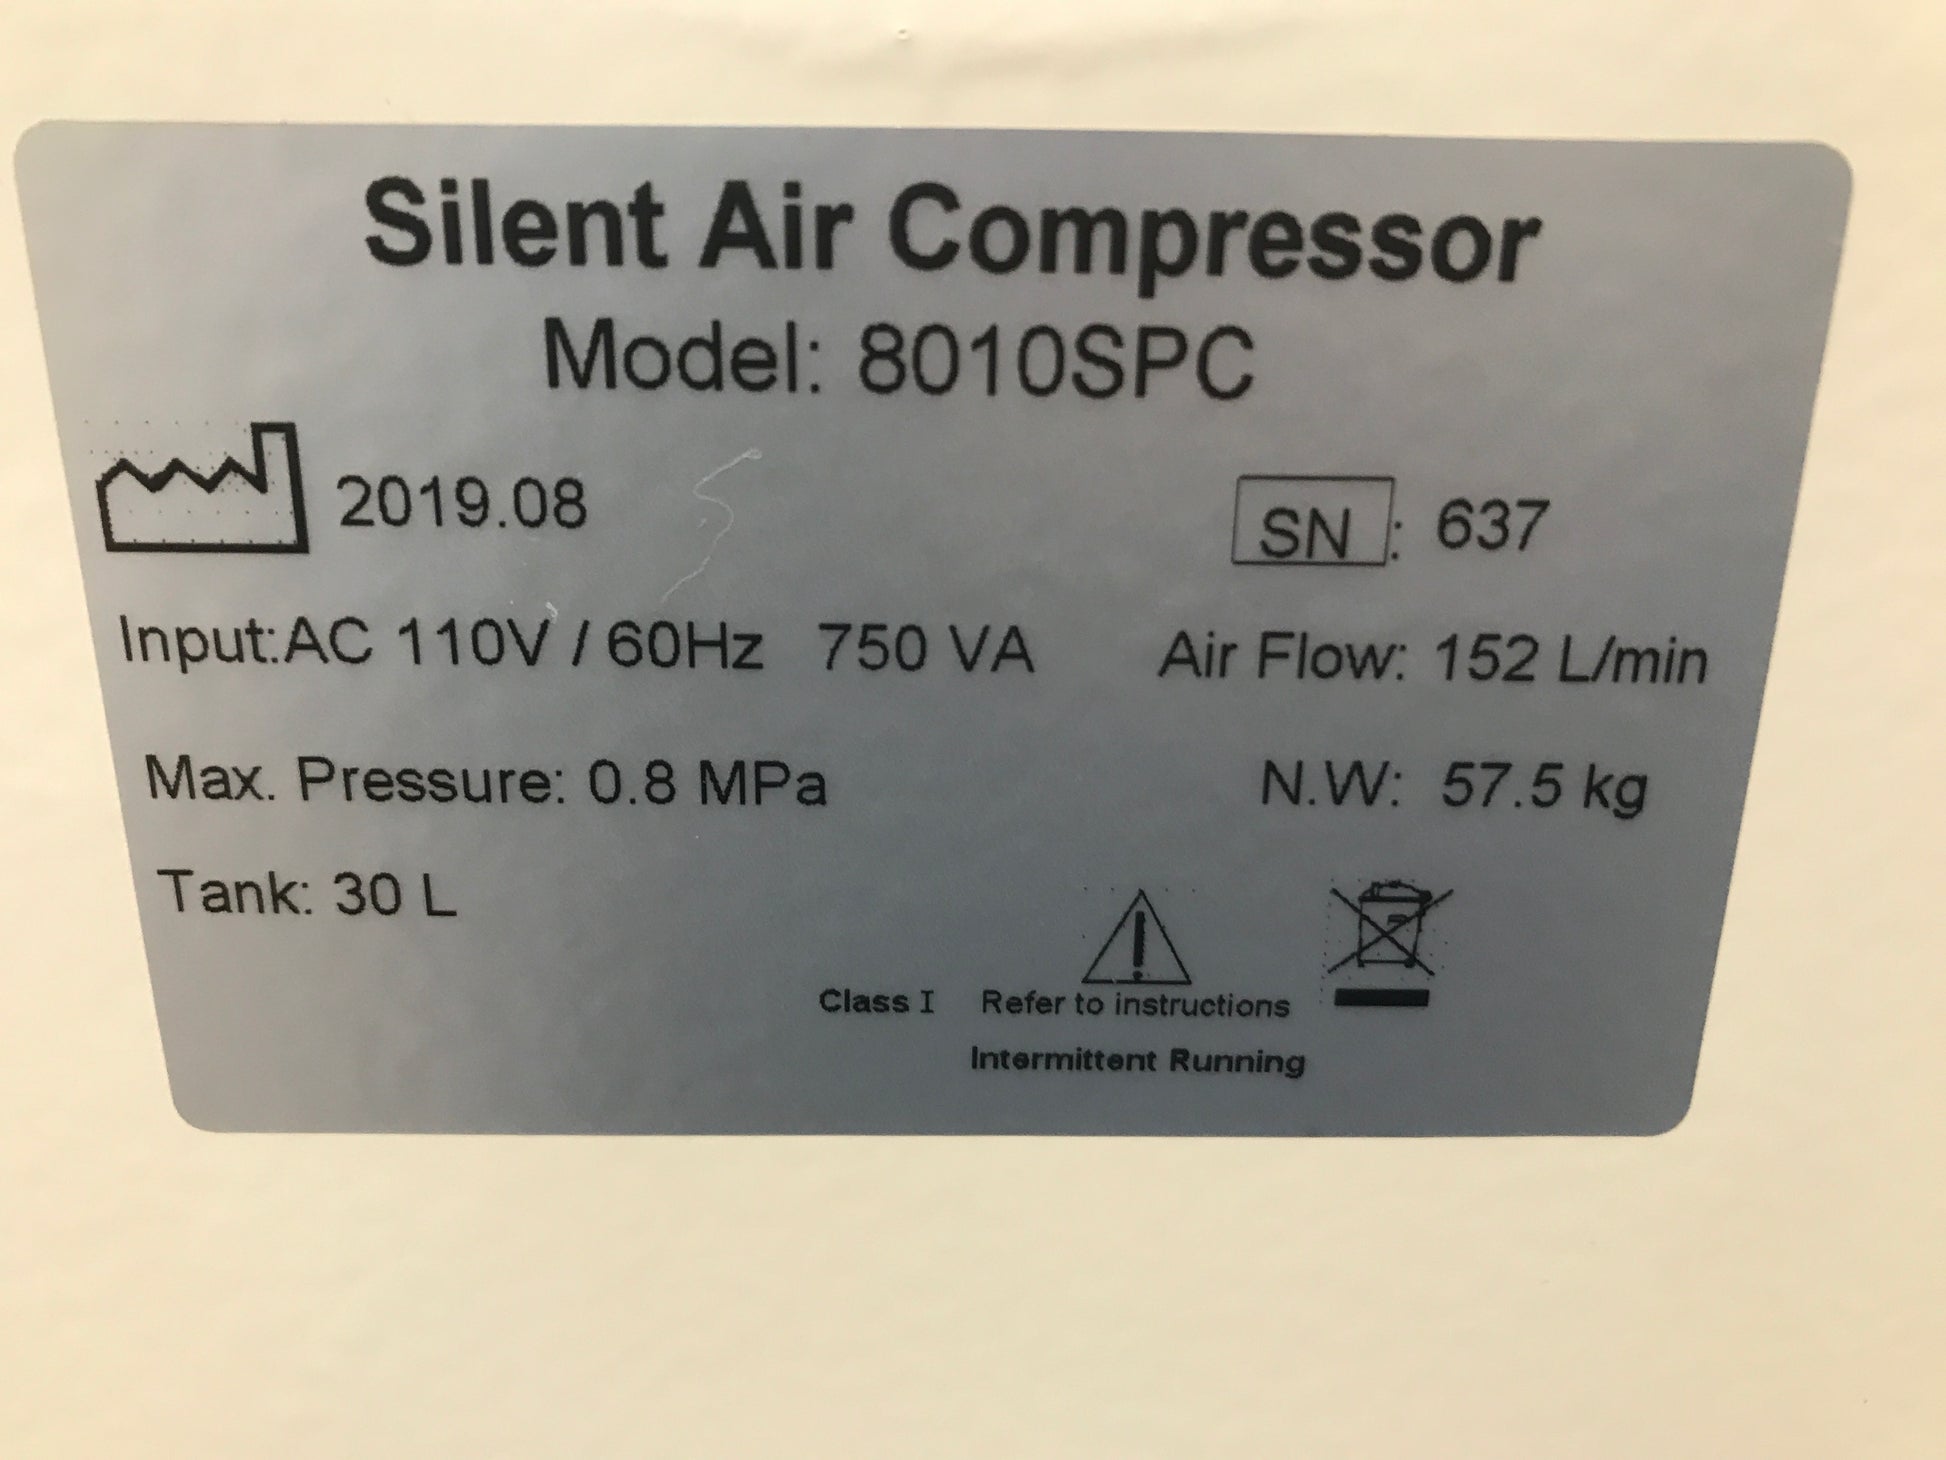 Silent Air Compressor
Model: 8010SPC
2019.08
SN : 637
Input:AC 110V / 60Hz 750 VA
Air Flow: 152 L/min
Max. Pressure: 0.8 MPa
N.W: 57.5 kg
Tank: 30 L
Class I
Refer to instructions
Intermittent Running